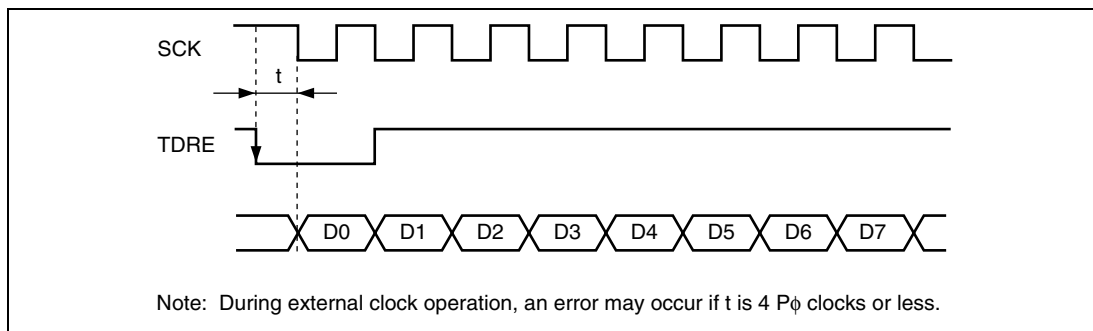 SCK
t
TDRE
D0 D1 D2 D3 D4 D5 D6 D7
Note: During external clock operation, an error may occur if t is 4 Pϕ clocks or less.